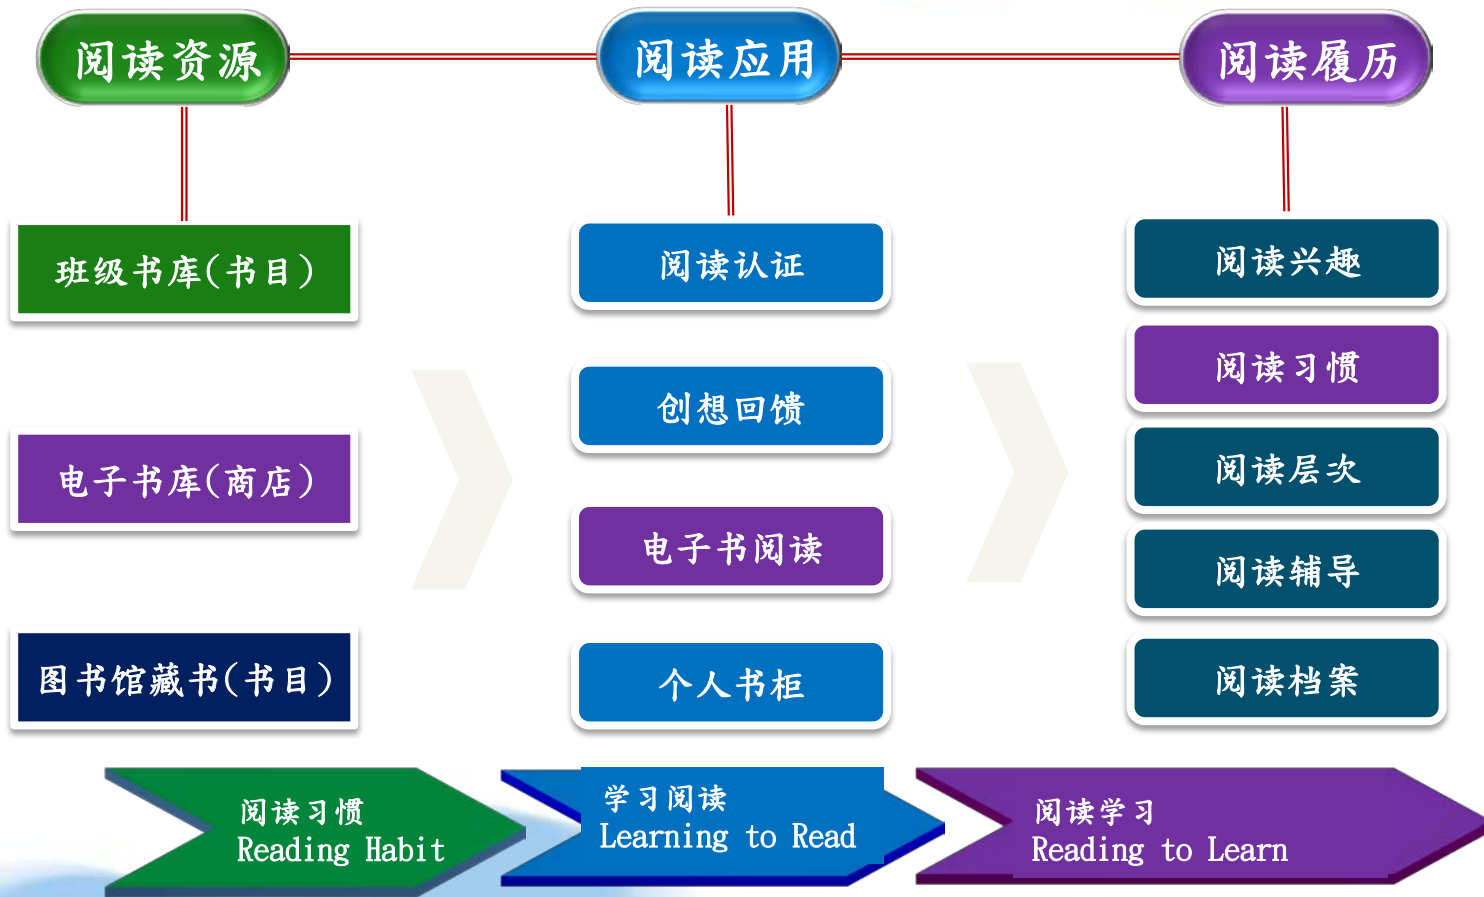 阅读资源
阅读应用
阅读履历
班级书库(书目)
电子书库(商店)
图书馆藏书(书目)
阅读认证
创想回馈
电子书阅读
个人书柜
阅读兴趣
阅读习惯
阅读层次
阅读辅导
阅读档案
阅读习惯
Reading Habit
学习阅读
Learning to Read
阅读学习
Reading to Learn